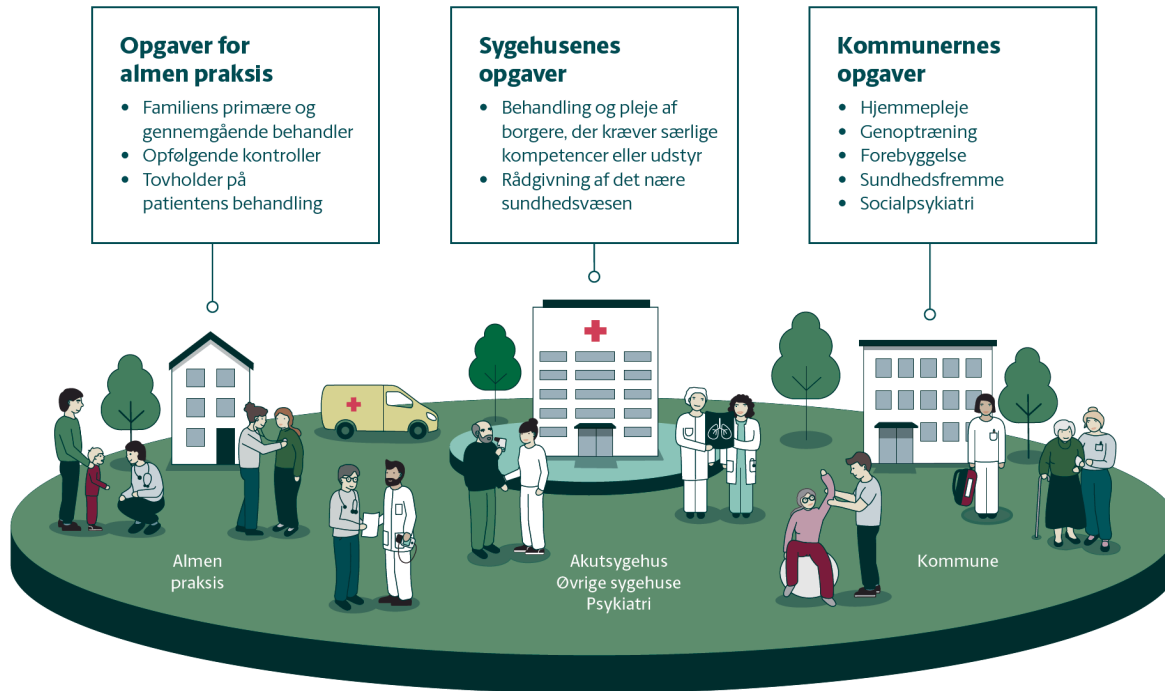 Opgaver for
almen praksis
• Familiens primære og
gennemgående behandler
• Opfølgende kontroller
• Tovholder på
patientens behandling
Sygehusenes
opgaver
• Behandling og pleje af
borgere, der kræver særlige
kompetencer eller udstyr
• Rådgivning af det nære
sundhedsvæsen
Kommunernes
opgaver
• Hjemmepleje
• Genoptræning
• Forebyggelse
• Sundhedsfremme
• Socialpsykiatri
Almen
praksis
Akutsygehus
Øvrige sygehuse
Psykiatri
Kommune